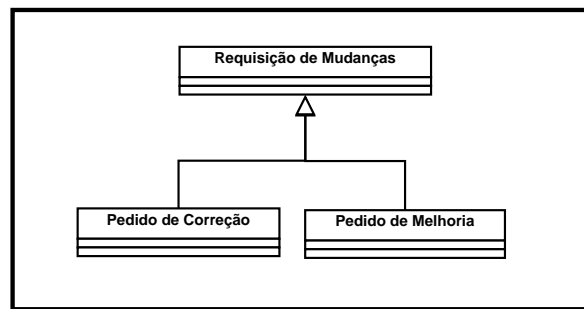 Requisição de Mudanças
Pedido de Correção
Pedido de Melhoria